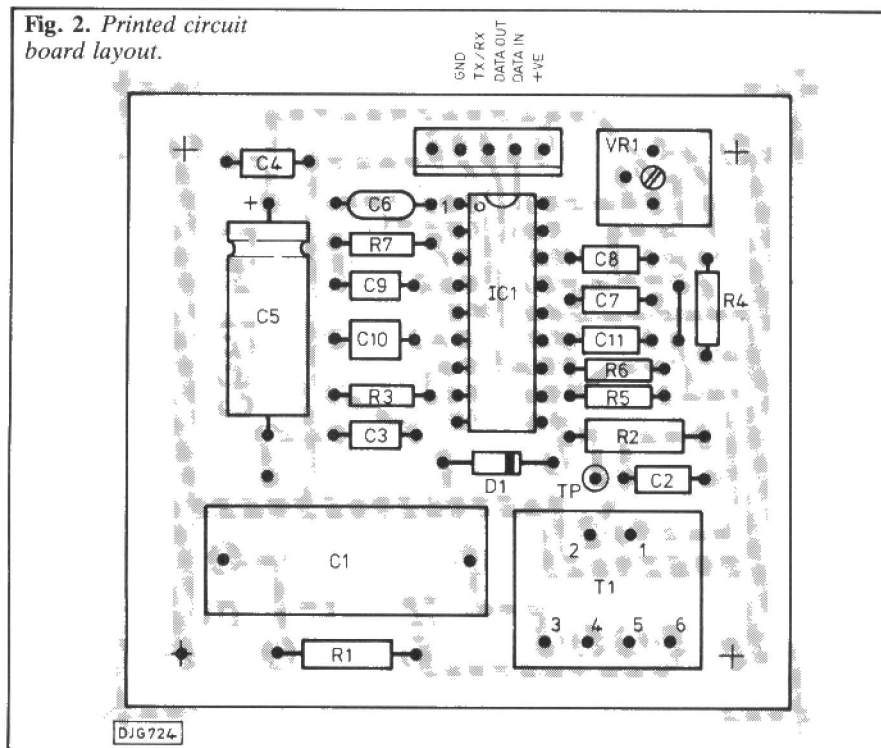 Fig. 2. Printed circuit
board layout.
GND
TX/RX
DATA OUT
DATA IN
+VE
VR1
C4
+
C6
1
R7
C8
C9
C7
IC1
R4
C5
C10
C11
R6
R3
R5
C3
R2
D1
TP
C2
C1
2
1
T1
3
4
5
6
R1
DJG724